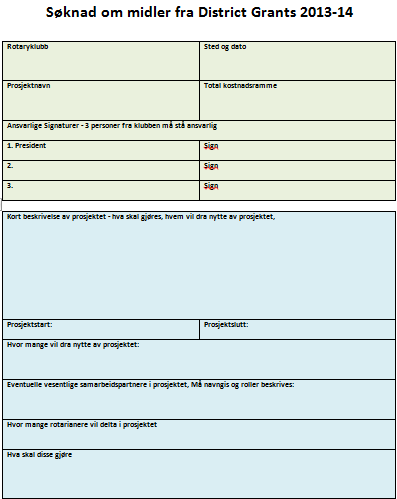 Søknad om midler fra District Grants 2013-14
Rotaryklubb Sted og dato
Prosjektnavn Total kostnadsramme
Ansvarlige Signaturer - 3 personer fra klubben må stå ansvarlig
1. President Sign
2. Sign
3. Sign
Kort beskrivelse av prosjektet - hva skal gjøres, hvem vil dra nytte av prosjektet,
Prosjektstart: Prosjektslutt:
Hvor mange vil dra nytte av prosjektet:
Eventuelle vesentlige samarbeidspartnere i prosjektet, Må navngis og roller beskrives:
Hvor mange rotarianere vil delta i prosjektet
Hva skal disse gjøre